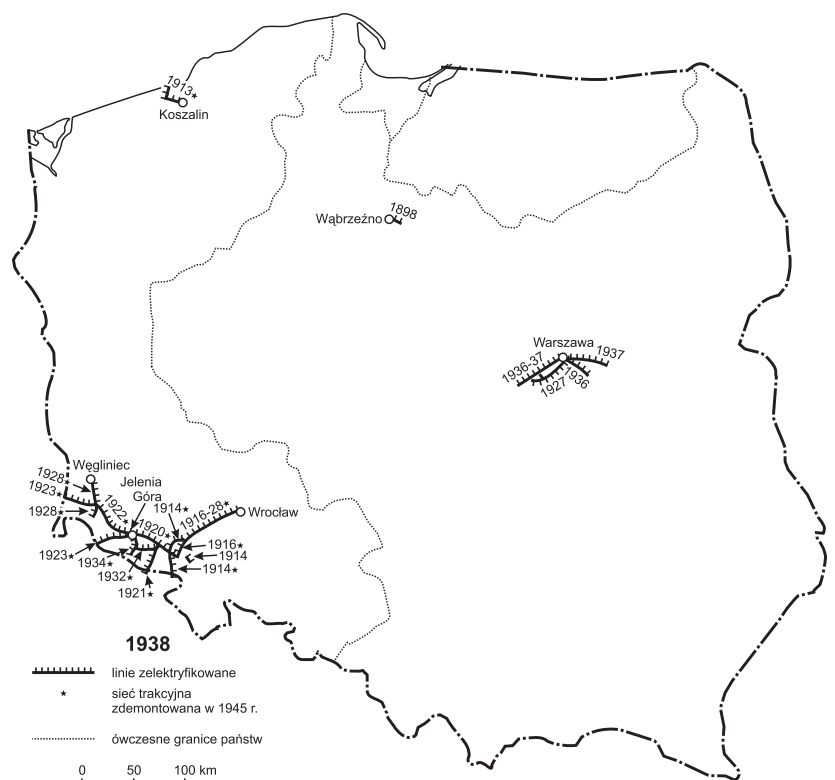 1913★
Koszalin
Wąbrzeźno
1898
Warszawa
1936-37
1927
1936
1937
Węgliniec
1928★
1923★
1928★
1922★
Jelenia
Góra
1914★
1920★
1916-28★
Wrocław
1916★
1914
1914★
1923★
1934★
1932★
1921★
1938
linie zelektryfikowane
★ sieć trakcyjna
zdemontowana w 1945 r.
ówczesne granice państw
0 50 100 km